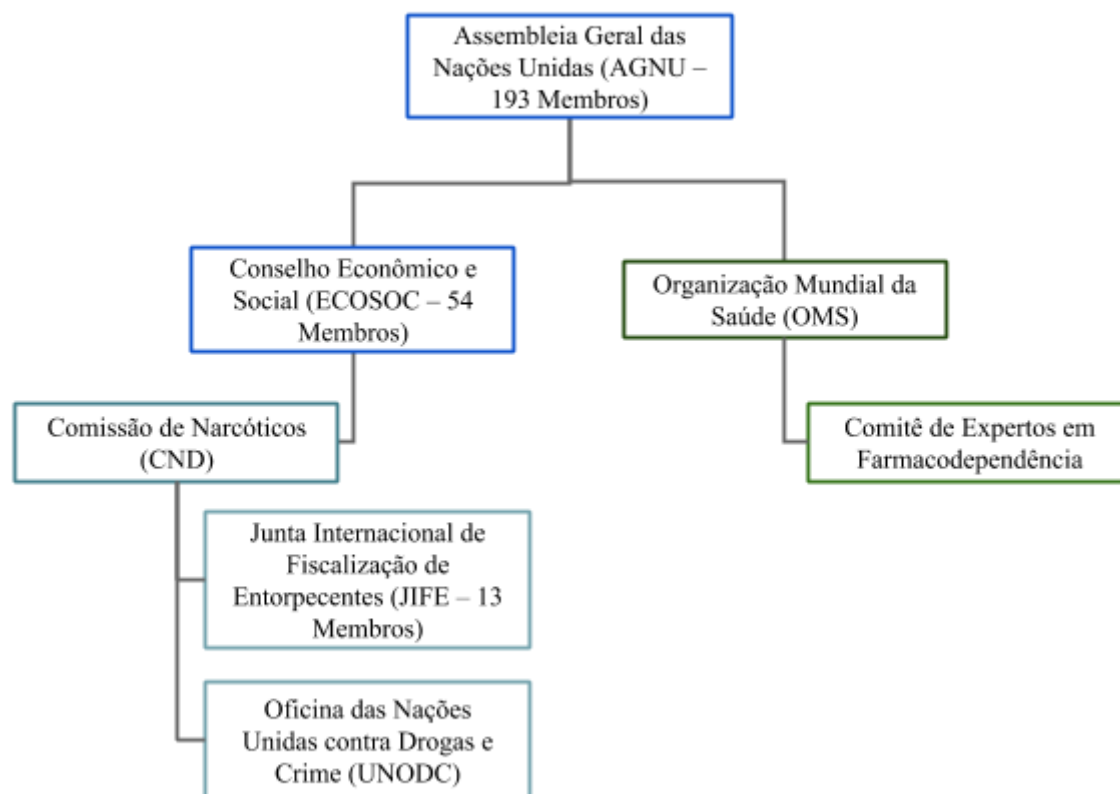 Assembleia Geral das
Nações Unidas (AGNU –
193 Membros)
Conselho Econômico e
Social (ECOSOC – 54
Membros)
Organização Mundial da
Saúde (OMS)
Comissão de Narcóticos
(CND)
Comitê de Expertos em
Farmacodependência
Junta Internacional de
Fiscalização de
Entorpecentes (JIFE – 13
Membros)
Oficina das Nações
Unidas contra Drogas e
Crime (UNODC)